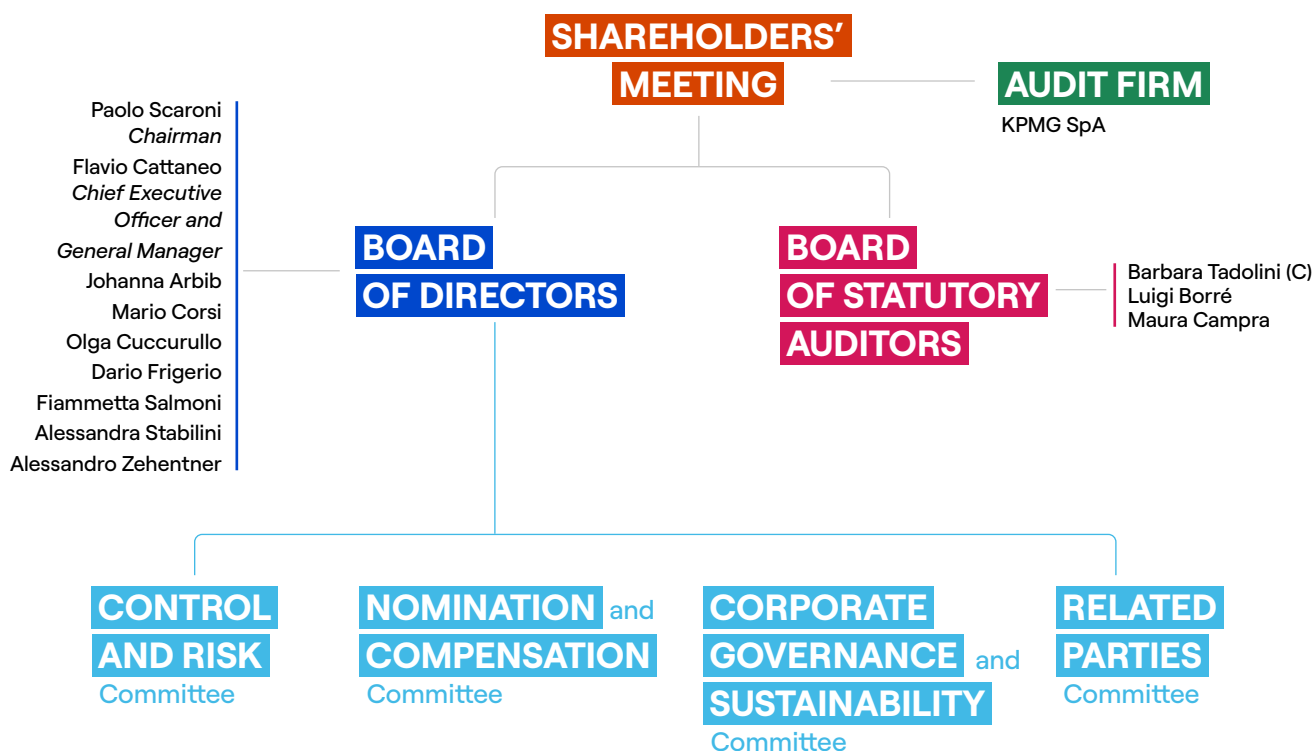 SHAREHOLDERS’
MEETING
AUDIT FIRM
KPMG SpA
Paolo Scaroni
Chairman
Flavio Cattaneo
Chief Executive
Officer and
General Manager
Johanna Arbib
Mario Corsi
Olga Cuccurullo
Dario Frigerio
Fiammetta Salmoni
Alessandra Stabilini
Alessandro Zehentner
BOARD
OF DIRECTORS
BOARD
OF STATUTORY
AUDITORS
Barbara Tadolini (C)
Luigi Borré
Maura Campra
CONTROL
AND RISK
Committee
NOMINATION and
COMPENSATION
Committee
CORPORATE
GOVERNANCE and
SUSTAINABILITY
Committee
RELATED
PARTIES
Committee